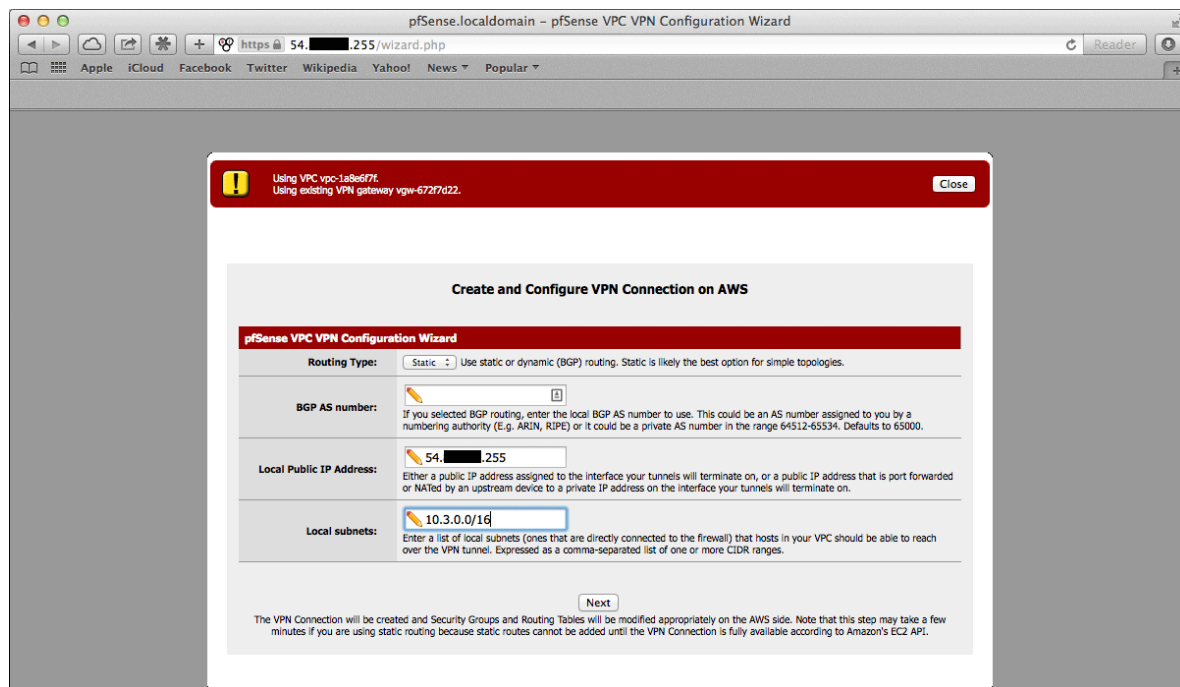 pfSense.localdomain – pfSense VPC VPN Configuration Wizard
https 54. .255/wizard.php
Reader
Apple iCloud Facebook Twitter Wikipedia Yahoo! News Popular
Using VPC vpc-1a8e6f7f.
Using existing VPN gateway vgw-672f7d22.
Close
Create and Configure VPN Connection on AWS
pfSense VPC VPN Configuration Wizard
Routing Type: Static Use static or dynamic (BGP) routing. Static is likely the best option for simple topologies.
BGP AS number:
If you selected BGP routing, enter the local BGP AS number to use. This could be an AS number assigned to you by a
numbering authority (E.g. ARIN, RIPE) or it could be a private AS number in the range 64512-65534. Defaults to 65000.
Local Public IP Address: 54. .255
Either a public IP address assigned to the interface your tunnels will terminate on, or a public IP address that is port forwarded
or NATed by an upstream device to a private IP address on the interface your tunnels will terminate on.
Local subnets: 10.3.0.0/16
Enter a list of local subnets (ones that are directly connected to the firewall) that hosts in your VPC should be able to reach
over the VPN tunnel. Expressed as a comma-separated list of one or more CIDR ranges.
Next
The VPN Connection will be created and Security Groups and Routing Tables will be modified appropriately on the AWS side. Note that this step may take a few
minutes if you are using static routing because static routes cannot be added until the VPN Connection is fully available according to Amazon's EC2 API.